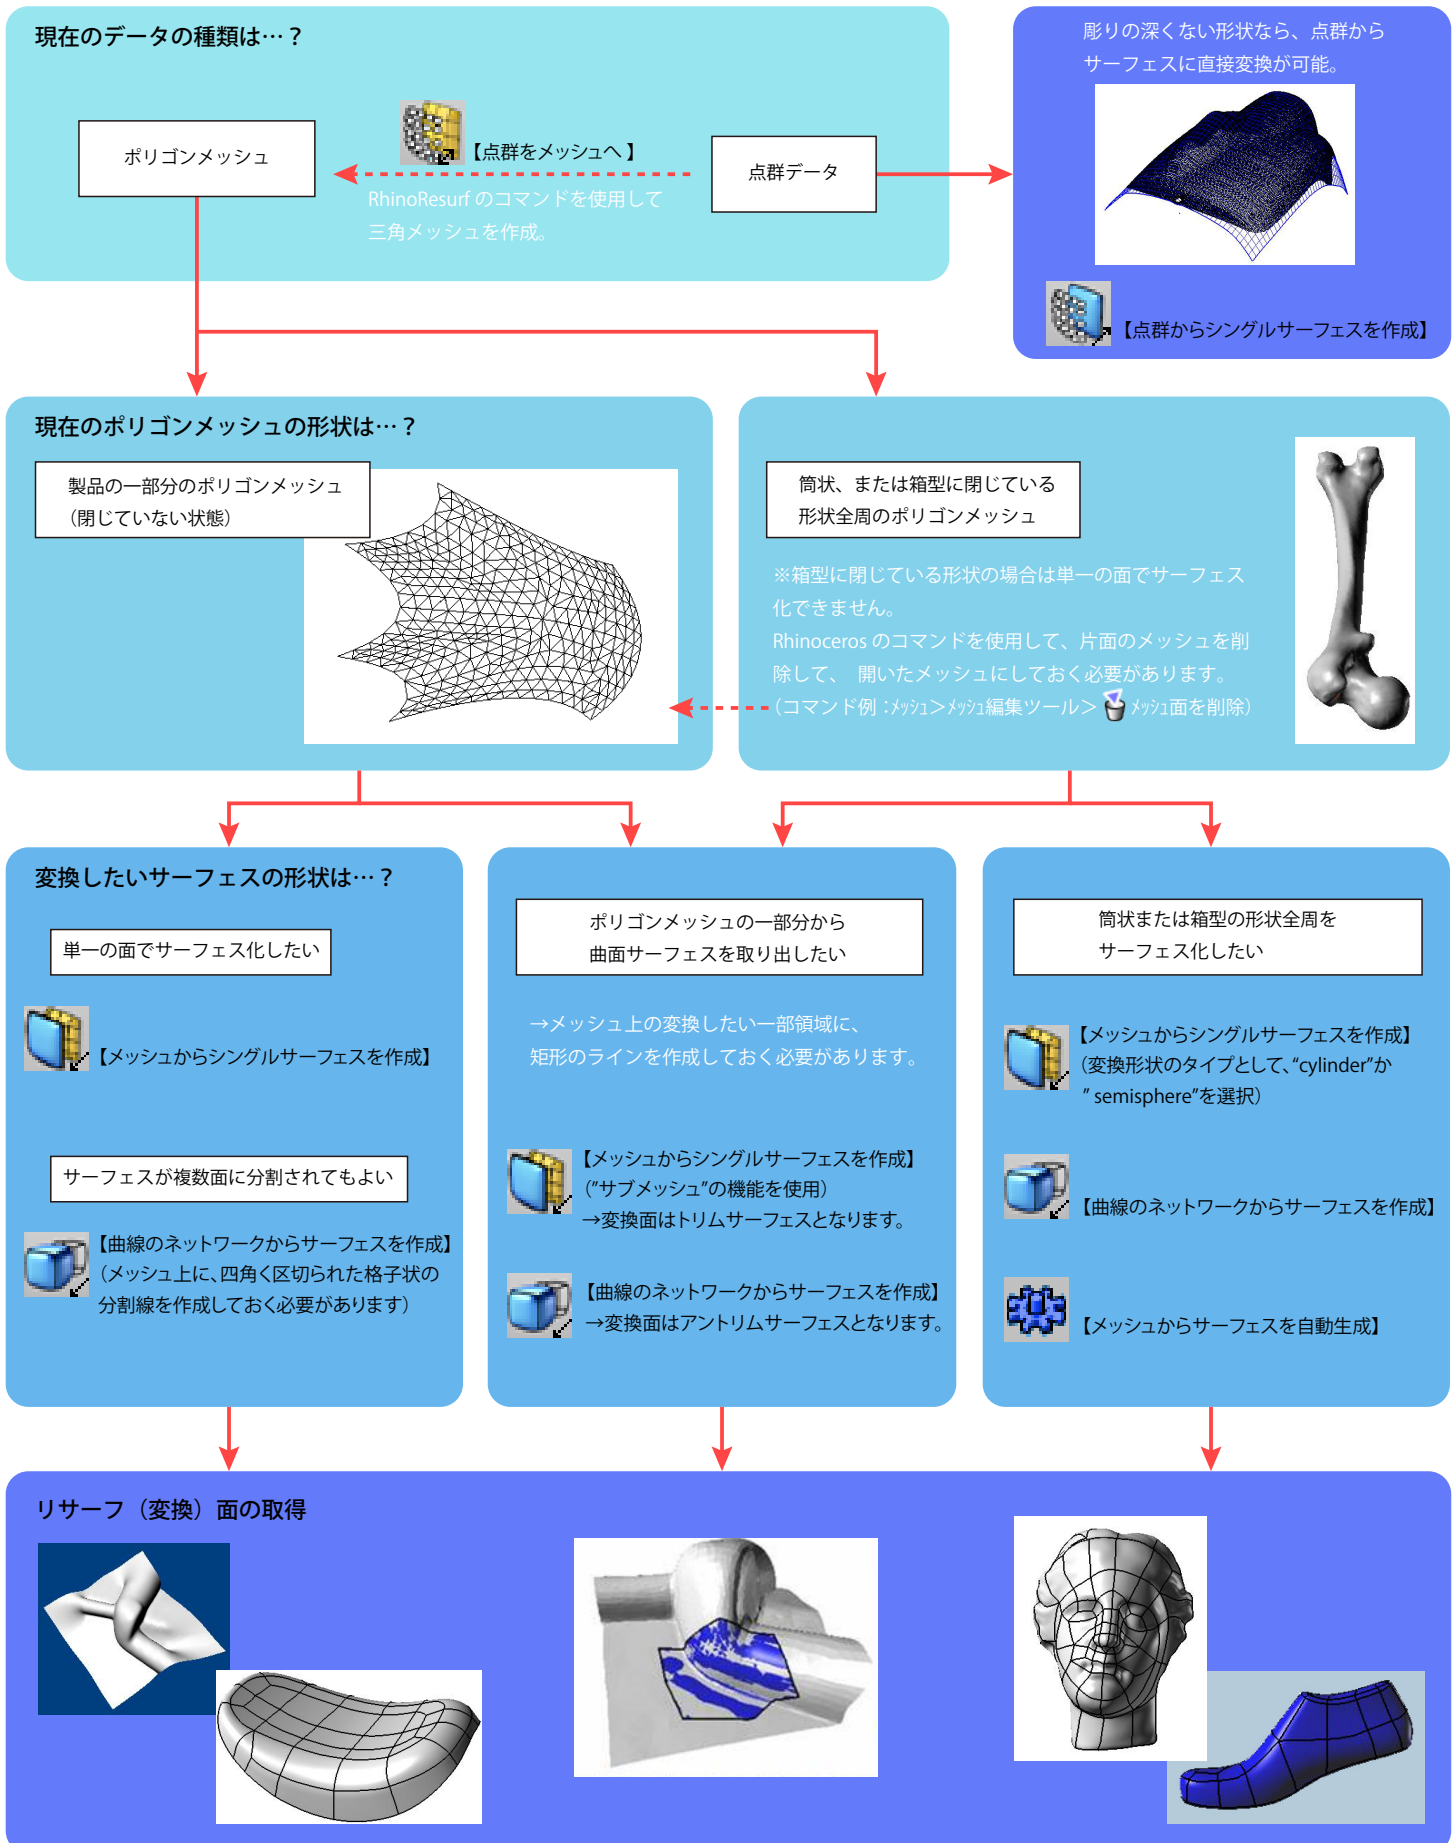 現在のデータの種類は…？
ポリゴンメッシュ
【点群をメッシュへ 】
RhinoResurf のコマンドを使用して
三角メッシュを作成。
点群データ
彫りの深くない形状なら、点群から
サーフェスに直接変換が可能。
【点群からシングルサーフェスを作成】
現在のポリゴンメッシュの形状は…？
製品の一部分のポリゴンメッシュ
（閉じていない状態）
筒状、または箱型に閉じている
形状全周のポリゴンメッシュ
※箱型に閉じている形状の場合は単一の面でサーフェス
化できません。
Rhinoceros のコマンドを使用して、片面のメッシュを削
除して、 開いたメッシュにしておく必要があります。
（コマンド例：ﾒｯｼｭ＞ﾒｯｼｭ編集ツール＞ ﾒｯｼｭ面を削除）
変換したいサーフェスの形状は…？
単一の面でサーフェス化したい
【メッシュからシングルサーフェスを作成】
サーフェスが複数面に分割されてもよい
【曲線のネットワークからサーフェスを作成】
（メッシュ上に、四角く区切られた格子状の
分割線を作成しておく必要があります）
ポリゴンメッシュの一部分から
曲面サーフェスを取り出したい
→メッシュ上の変換したい一部領域に、
矩形のラインを作成しておく必要があります。
【メッシュからシングルサーフェスを作成】
（”サブメッシュ”の機能を使用）
→変換面はトリムサーフェスとなります。
【曲線のネットワークからサーフェスを作成】
→変換面はアントリムサーフェスとなります。
筒状または箱型の形状全周を
サーフェス化したい
【メッシュからシングルサーフェスを作成】
（変換形状のタイプとして、“cylinder”か
” semisphere”を選択）
【曲線のネットワークからサーフェスを作成】
【メッシュからサーフェスを自動生成】
リサーフ（変換）面の取得